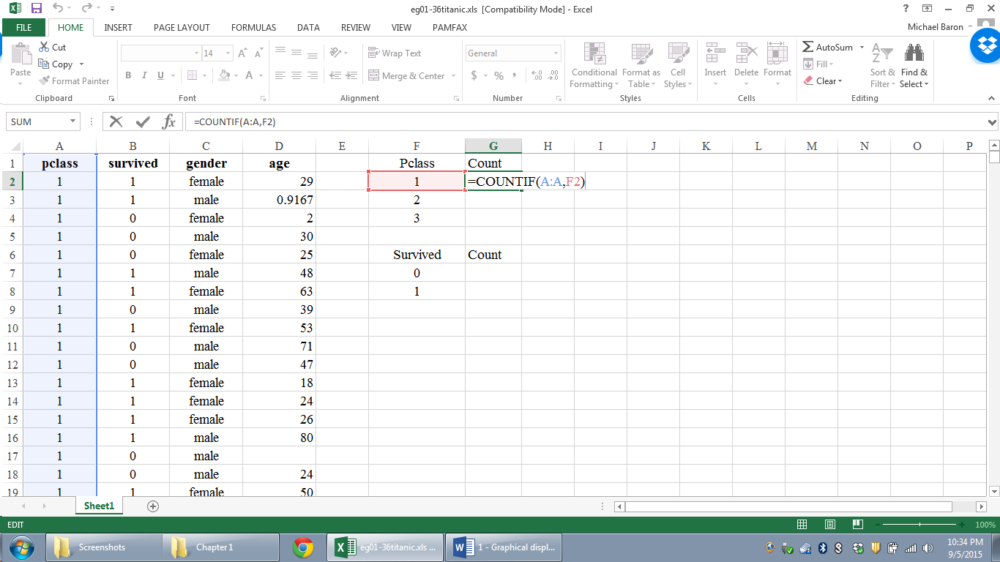 eg01-36titanic.xls [Compatibility Mode] - Excel
FILE HOME INSERT PAGE LAYOUT FORMULAS DATA REVIEW VIEW PAMFAX Michael Baron
Paste
Cut
Copy
Format Painter
Clipboard
14
B I U
Font
Wrap Text
Merge & Center
Alignment
General
$ % , .00 .00
Number
Conditional Formatting
Format as Table
Cell Styles
Styles
Insert
Delete
Format
Cells
AutoSum
Fill
Clear
Sort & Filter
Find & Select
Editing
SUM fx =COUNTIF(A:A,F2)
A B C D E F G H I J K L M N O P
1 pclass survived gender age Pclass Count
2 1 1 female 29 1 =COUNTIF(A:A,F2)
3 1 1 male 0.9167 2
4 1 0 female 2 3
5 1 0 male 30
6 1 0 female 25 Survived Count
7 1 1 male 48 0
8 1 1 female 63 1
9 1 0 male 39
10 1 1 female 53
11 1 0 male 71
12 1 0 male 47
13 1 1 female 18
14 1 1 female 24
15 1 1 female 26
16 1 1 male 80
17 1 0 male
18 1 0 male 24
19 1 1 female 50
Sheet1
EDIT 100%
Screenshots Chapter 1 eg01-36titanic.xls ... 1 - Graphical displ...
10:34 PM
9/5/2015